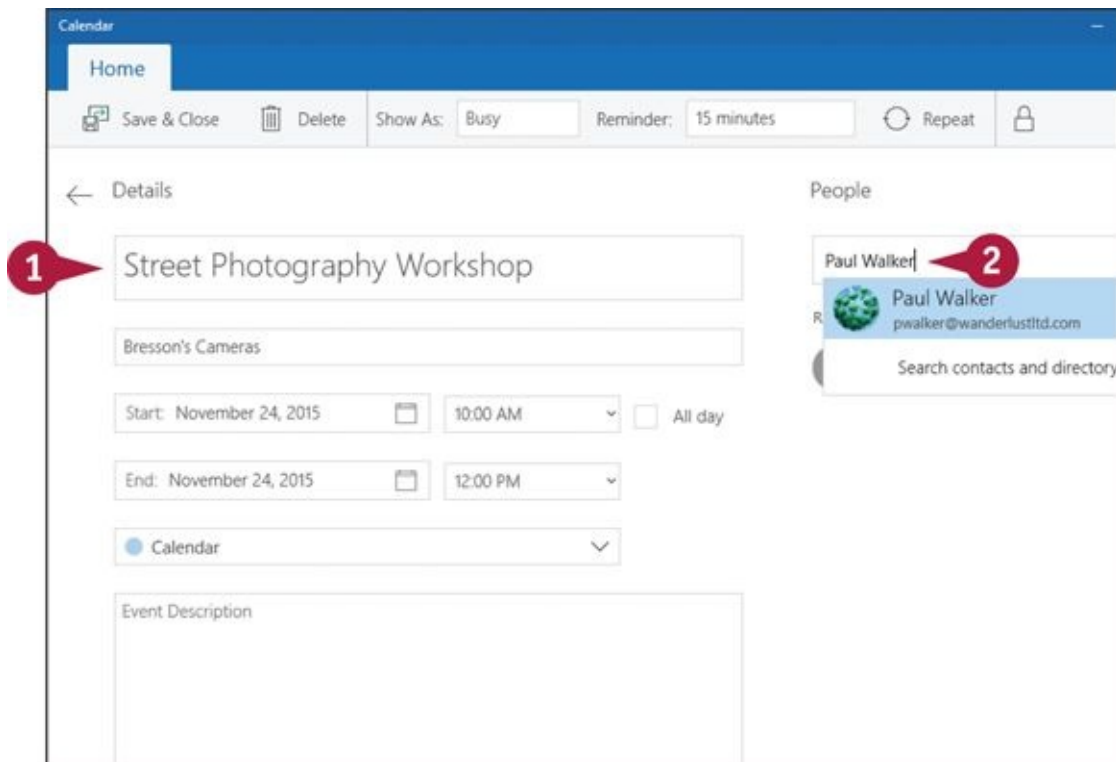 Calendar
Home
Save & Close Delete Show As: Busy Reminder: 15 minutes Repeat
Details People
1 Street Photography Workshop
Paul Walker 2
Paul Walker
R pwalker@wanderlustltd.com
Bresson's Cameras
Search contacts and directory
Start: November 24, 2015 10:00 AM All day
End: November 24, 2015 12:00 PM
Calendar
Event Description